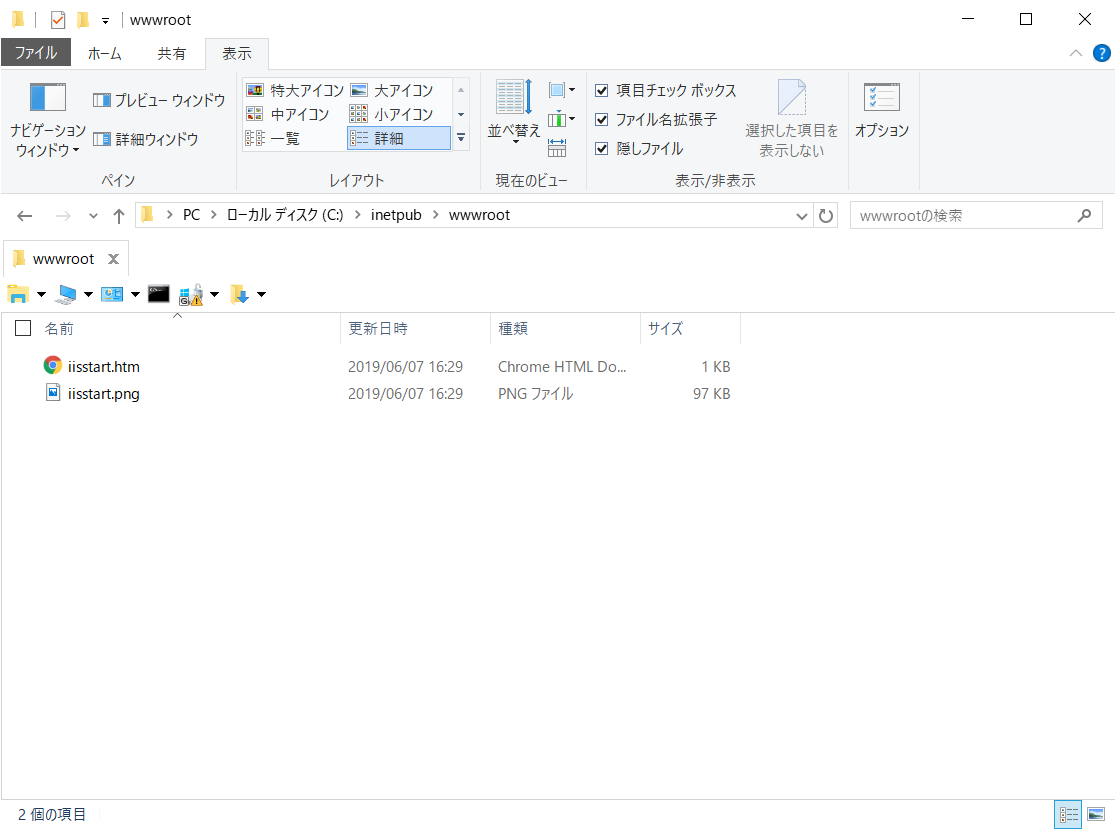 wwwroot
ファイル ホーム 共有 表示
ナビゲーション
ウィンドウ
プレビュー ウィンドウ
詳細ウィンドウ
ペイン
特大アイコン 大アイコン
中アイコン 小アイコン
一覧 詳細
レイアウト
並べ替え
現在のビュー
項目チェック ボックス
ファイル名拡張子
隠しファイル
選択した項目を
表示しない
表示/非表示
オプション
PC ローカル ディスク (C:) inetpub wwwroot
wwwrootの検索
wwwroot
名前 更新日時 種類 サイズ
iisstart.htm 2019/06/07 16:29 Chrome HTML Do... 1 KB
iisstart.png 2019/06/07 16:29 PNG ファイル 97 KB
2 個の項目